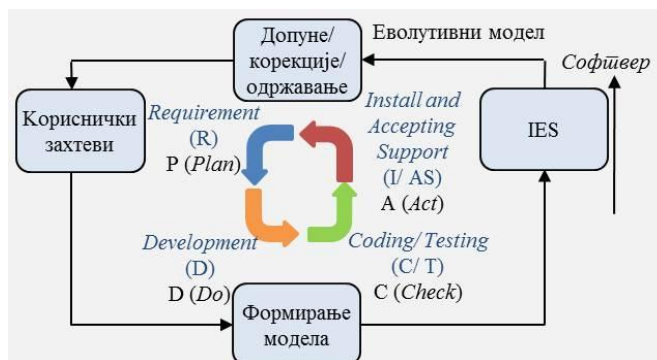 Допуне/
корекције/
одржавање
Еволутивни модел
Софтвер
Кориснички
захтеви
Requirement
(R)
P (Plan)
Install and
Accepting
Support
(I/ AS)
A (Act)
IES
Development
(D)
D (Do)
Coding/ Testing
(C/ T)
C (Check)
Формирање
модела